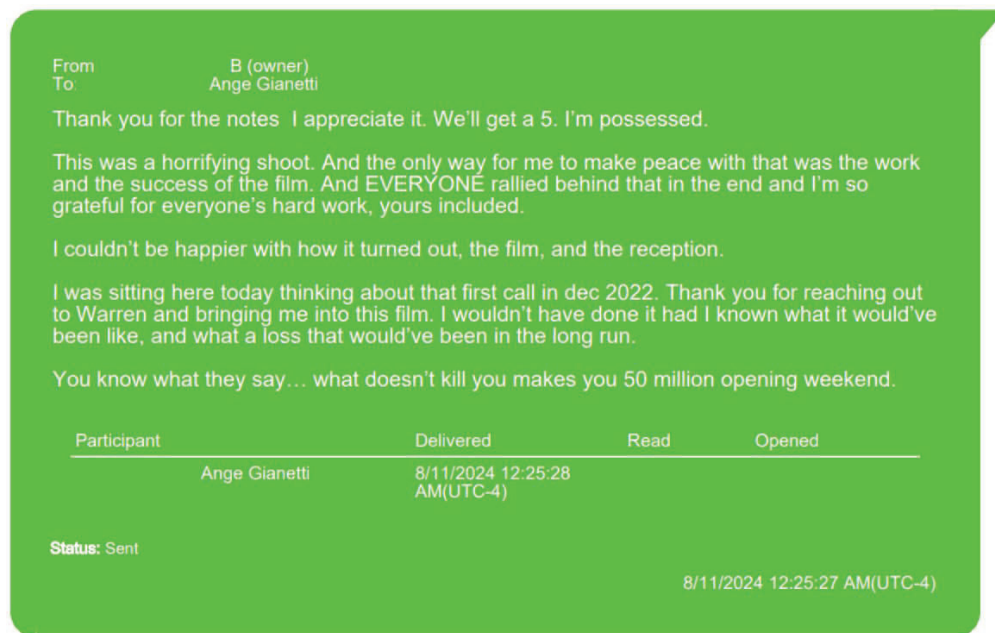 From B (owner)
To: Ange Gianetti
Thank you for the notes I appreciate it. We'll get a 5. I'm possessed.
This was a horrifying shoot. And the only way for me to make peace with that was the work
and the success of the film. And EVERYONE rallied behind that in the end and I'm so
grateful for everyone's hard work, yours included.
I couldn't be happier with how it turned out, the film, and the reception.
I was sitting here today thinking about that first call in dec 2022. Thank you for reaching out
to Warren and bringing me into this film. I wouldn't have done it had I known what it would've
been like, and what a loss that would've been in the long run.
You know what they say… what doesn't kill you makes you 50 million opening weekend.
Participant Delivered Read Opened
Ange Gianetti 8/11/2024 12:25:28
AM(UTC-4)
Status: Sent
8/11/2024 12:25:27 AM(UTC-4)